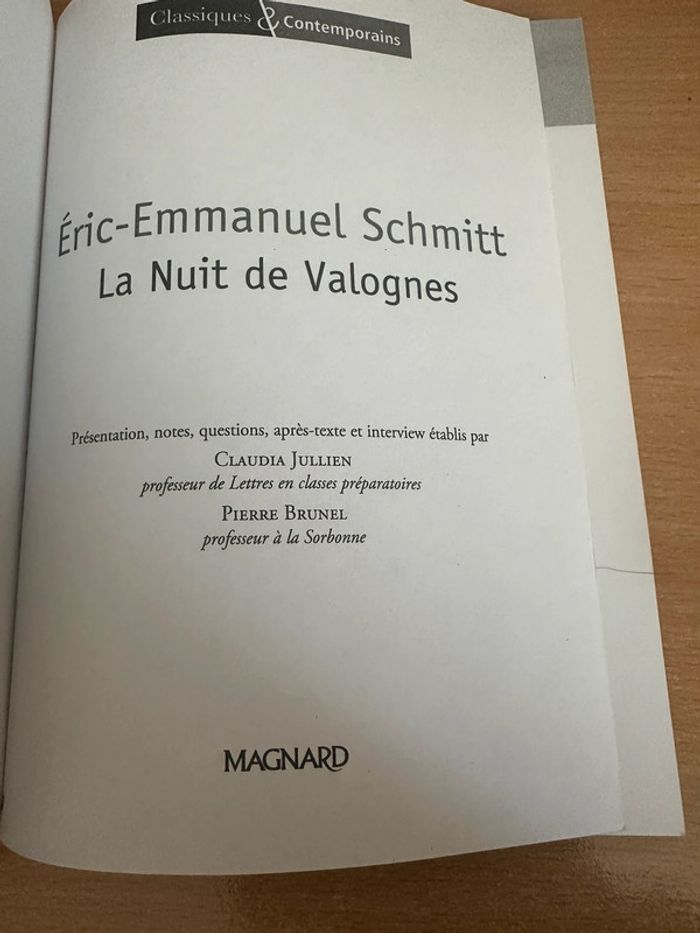 Classiques & Contemporains
Éric-Emmanuel Schmitt
La Nuit de Valognes
Présentation, notes, questions, après-texte et interview établis par
CLAUDIA JULLIEN
professeur de Lettres en classes préparatoires
PIERRE BRUNEL
professeur à la Sorbonne
MAGNARD